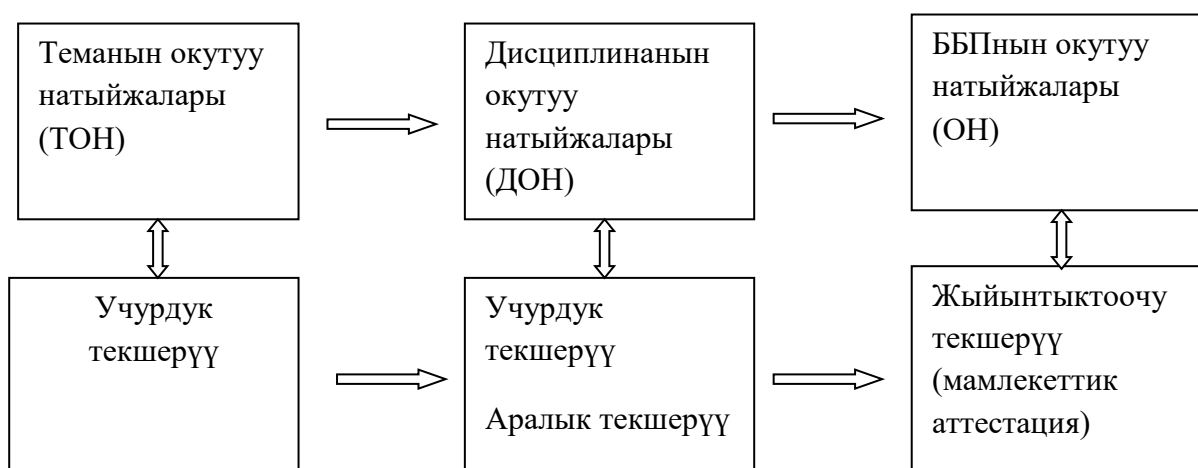 Теманын окутуу
натыйжалары
(ТОН)
Дисциплинанын
окутуу
натыйжалары
(ДОН)
ББПнын окутуу
натыйжалары
(ОН)
Учурдук
текшерүү
Учурдук
текшерүү
Аралык текшерүү
Жыйынтыктоочу
текшерүү
(мамлекеттик
аттестация)